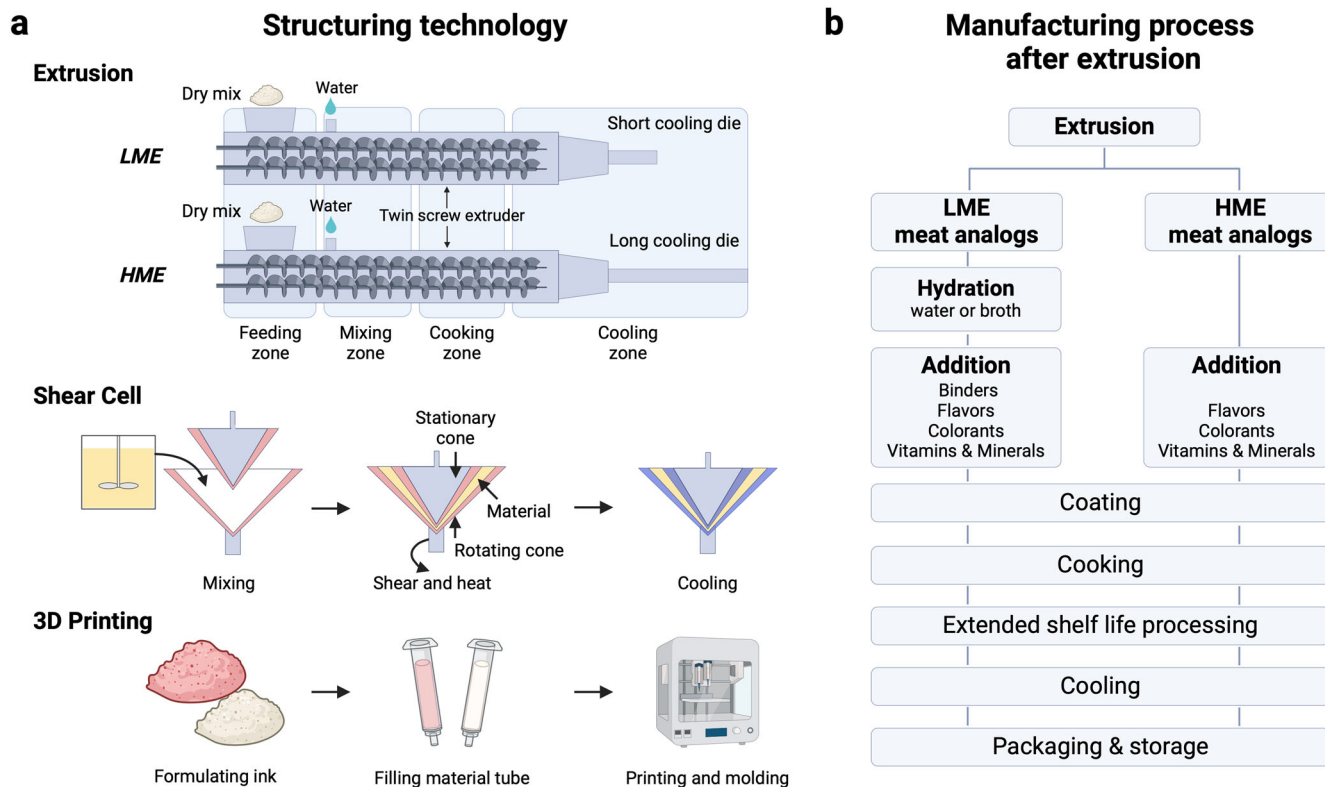 a
Structuring technology
Extrusion
Dry mix
Water
Short cooling die
LME
Dry mix
Water
Twin screw extruder
Long cooling die
HME
Feeding
zone
Mixing
zone
Cooking
zone
Cooling
zone
Shear Cell
Stationary
cone
Material
Rotating cone
Mixing
Shear and heat
Cooling
3D Printing
Formulating ink
Filling material tube
Printing and molding
b
Manufacturing process
after extrusion
Extrusion
LME
meat analogs
HME
meat analogs
Hydration
water or broth
Addition
Binders
Flavors
Colorants
Vitamins & Minerals
Addition
Flavors
Colorants
Vitamins & Minerals
Coating
Cooking
Extended shelf life processing
Cooling
Packaging & storage